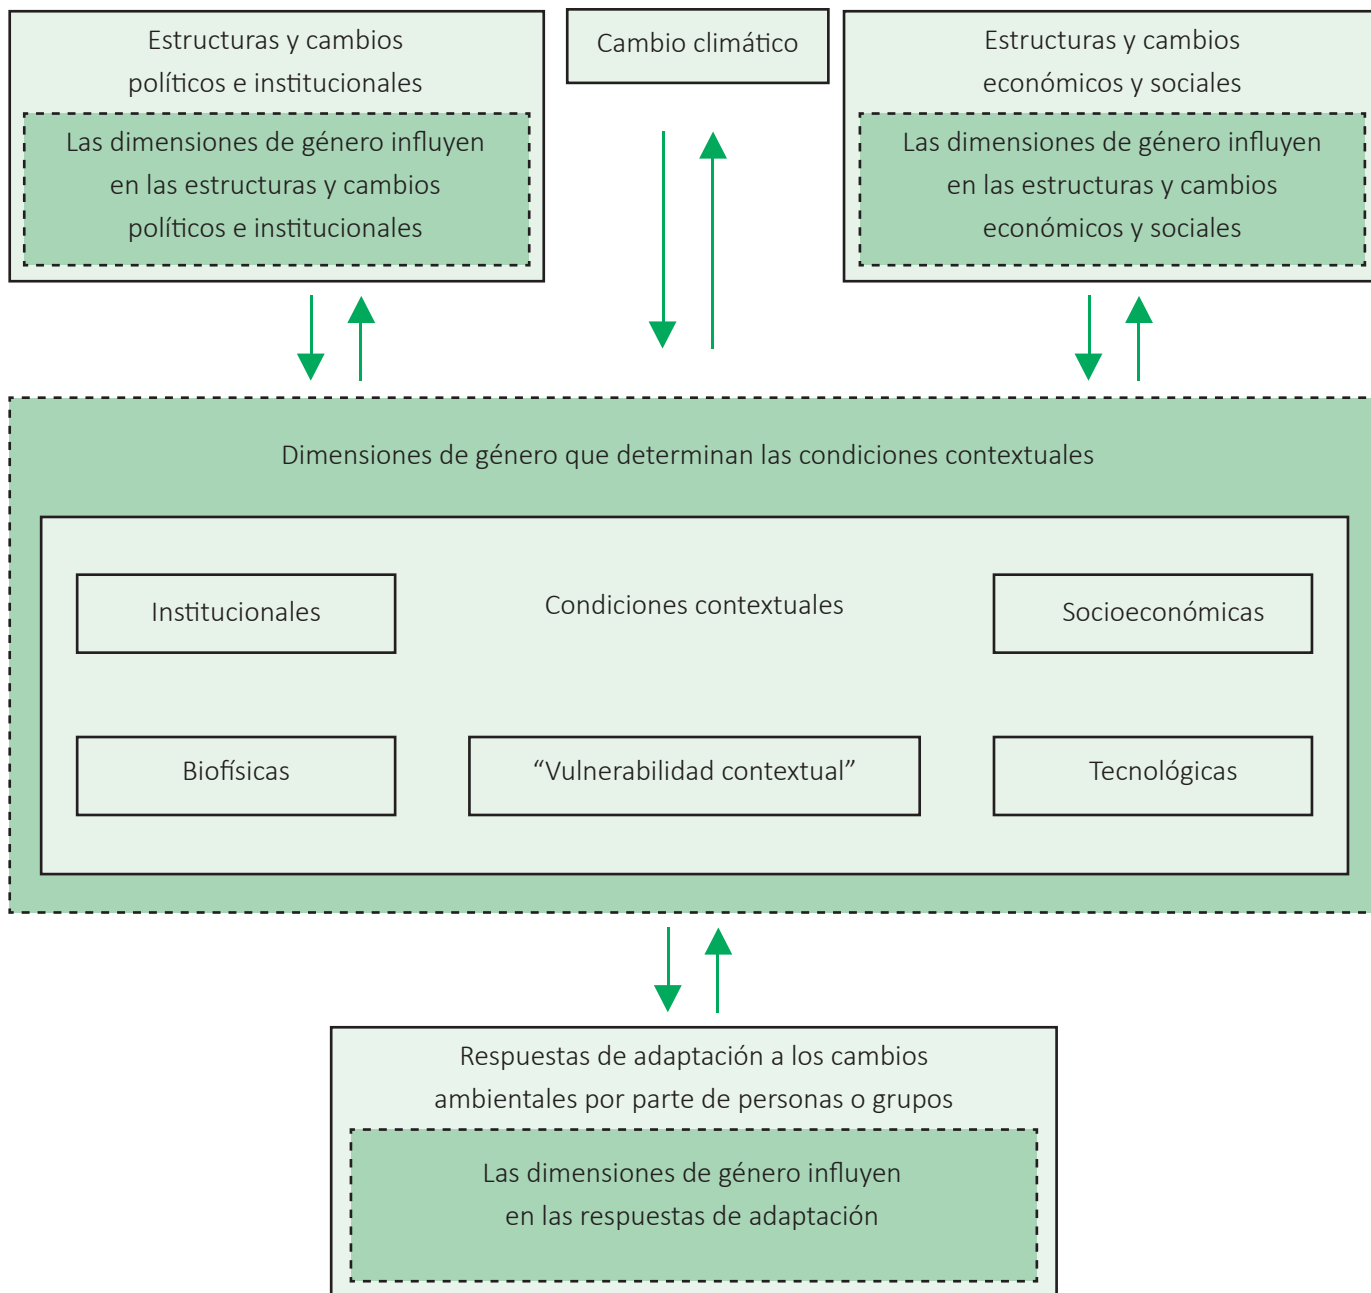 Estructuras y cambios
políticos e institucionales
Las dimensiones de género influyen
en las estructuras y cambios
políticos e institucionales
Cambio climático
Estructuras y cambios
económicos y sociales
Las dimensiones de género influyen
en las estructuras y cambios
económicos y sociales
Dimensiones de género que determinan las condiciones contextuales
Institucionales
Condiciones contextuales
Socioeconómicas
Biofísicas
“Vulnerabilidad contextual”
Tecnológicas
Respuestas de adaptación a los cambios
ambientales por parte de personas o grupos
Las dimensiones de género influyen
en las respuestas de adaptación